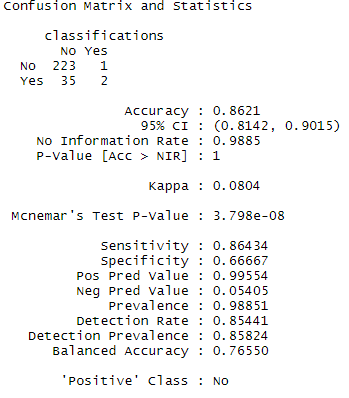 Confusion Matrix and Statistics
classifications
No Yes
No 223 1
Yes 35 2
Accuracy : 0.8621
95% CI : (0.8142, 0.9015)
No Information Rate : 0.9885
P-Value [Acc > NIR] : 1
Kappa : 0.0804
Mcnemar's Test P-Value : 3.798e-08
Sensitivity : 0.86434
Specificity : 0.66667
Pos Pred Value : 0.99554
Neg Pred Value : 0.05405
Prevalence : 0.98851
Detection Rate : 0.85441
Detection Prevalence : 0.85824
Balanced Accuracy : 0.76550
'Positive' Class : No